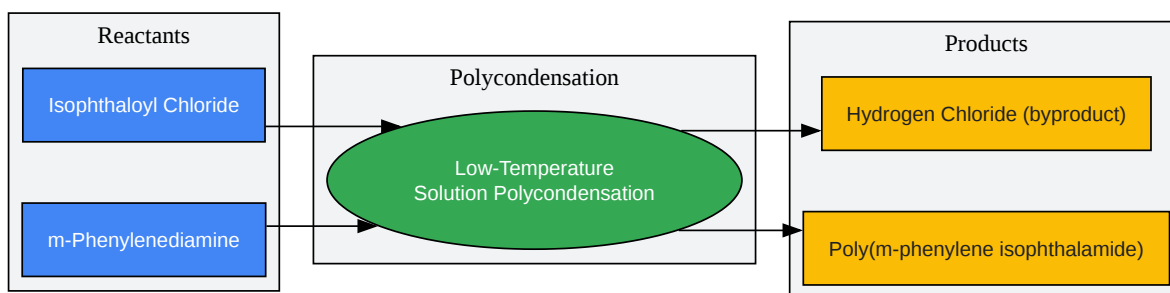 Reactants
Isophthaloyl Chloride
m-Phenylenediamine
Polycondensation
Low-Temperature
Solution Polycondensation
Products
Hydrogen Chloride (byproduct)
Poly(m-phenylene isophthalamide)